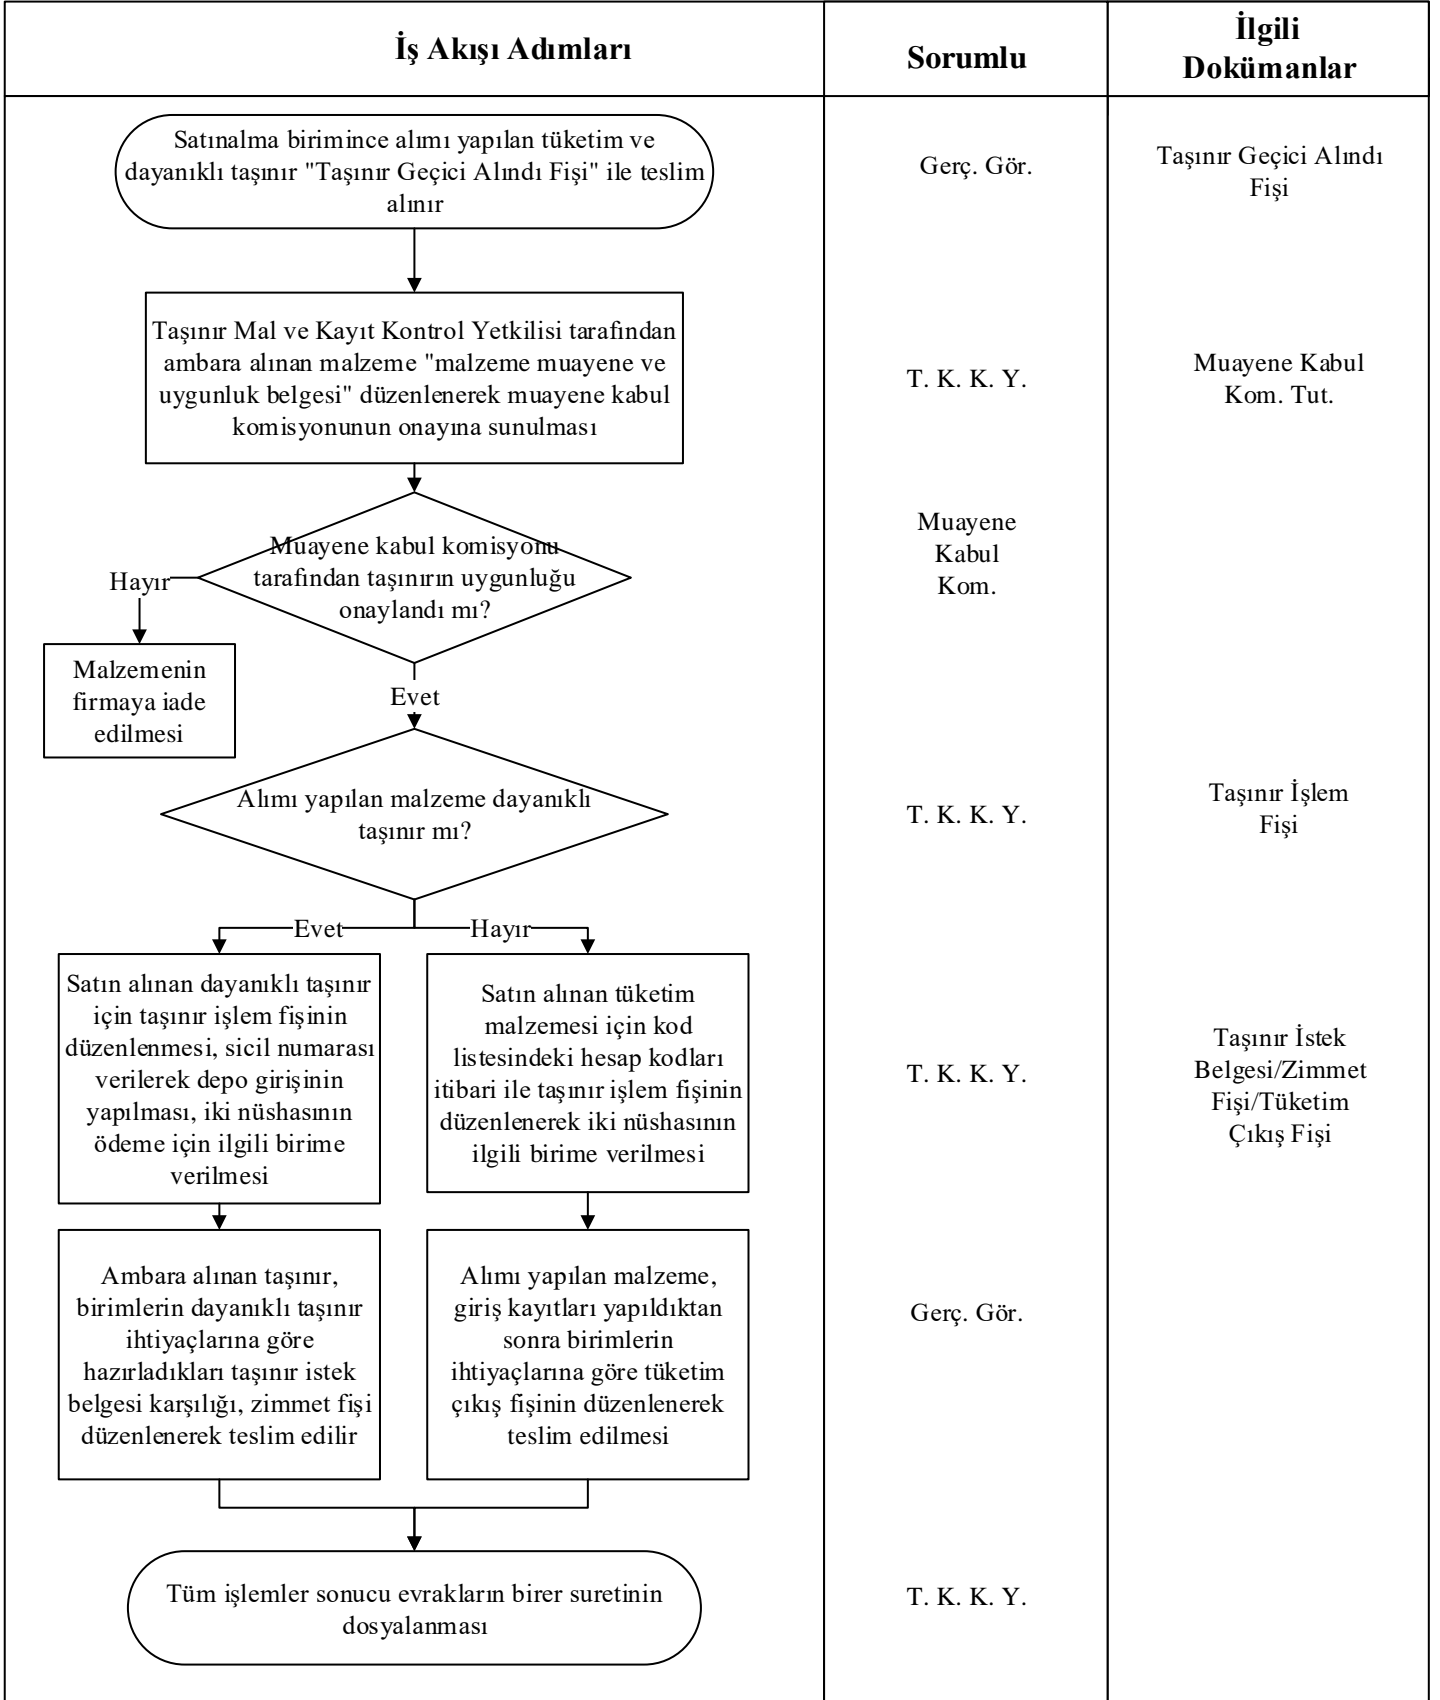 İş Akışı Adımları
Sorumlu
İlgili
Dokümanlar
Satınalma birimince alımı yapılan tüketim ve
dayanıklı taşınır "Taşınır Geçici Alındı Fişi" ile teslim
alınır
Gerç. Gör.
Taşınır Geçici Alındı
Fişi
Taşınır Mal ve Kayıt Kontrol Yetkilisi tarafından
ambara alınan malzeme "malzeme muayene ve
uygunluk belgesi" düzenlenerek muayene kabul
komisyonunun onayına sunulması
T. K. K. Y.
Muayene Kabul
Kom. Tut.
Muayene kabul komisyonu
tarafından taşınırın uygunluğu
onaylandı mı?
Muayene
Kabul
Kom.
Hayır
Malzemenin
firmaya iade
edilmesi
Evet
Alımı yapılan malzeme dayanıklı
taşınır mı?
T. K. K. Y.
Taşınır İşlem
Fişi
Evet
Hayır
Satın alınan dayanıklı taşınır
için taşınır işlem fişinin
düzenlenmesi, sicil numarası
verilerek depo girişinin
yapılması, iki nüshasının
ödeme için ilgili birime
verilmesi
Satın alınan tüketim
malzemesi için kod
listesindeki hesap kodları
itibari ile taşınır işlem fişinin
düzenlenerek iki nüshasının
ilgili birime verilmesi
T. K. K. Y.
Taşınır İstek
Belgesi/Zimmet
Fişi/Tüketim
Çıkış Fişi
Ambara alınan taşınır,
birimlerin dayanıklı taşınır
ihtiyaçlarına göre
hazırladıkları taşınır istek
belgesi karşılığı, zimmet fişi
düzenlenerek teslim edilir
Alımı yapılan malzeme,
giriş kayıtları yapıldıktan
sonra birimlerin
ihtiyaçlarına göre tüketim
çıkış fişinin düzenlenerek
teslim edilmesi
Gerç. Gör.
Tüm işlemler sonucu evrakların birer suretinin
dosyalanması
T. K. K. Y.